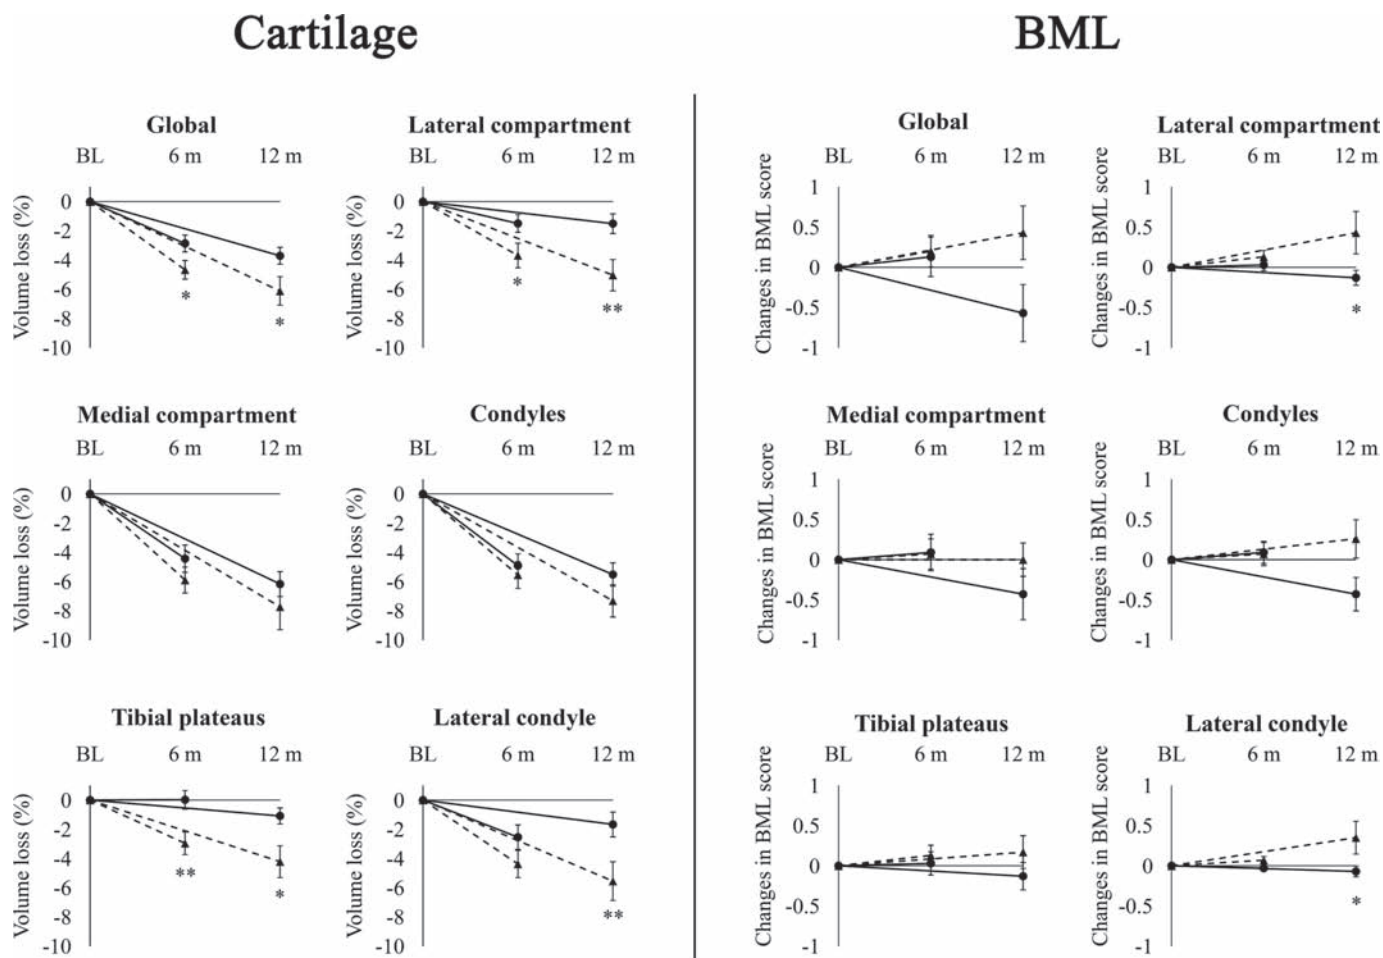 Cartilage
BML
Global
BL 6 m 12 m
Volume loss (%)
0
-2
-4
-6
-8
-10
*
*
Lateral compartment
BL 6 m 12 m
Volume loss (%)
0
-2
-4
-6
-8
-10
*
**
Medial compartment
BL 6 m 12 m
Volume loss (%)
0
-2
-4
-6
-8
-10
Condyles
BL 6 m 12 m
Volume loss (%)
0
-2
-4
-6
-8
-10
Tibial plateaus
BL 6 m 12 m
Volume loss (%)
0
-2
-4
-6
-8
-10
**
*
Lateral condyle
BL 6 m 12 m
Volume loss (%)
0
-2
-4
-6
-8
-10
**
Global
BL 6 m 12 m
Changes in BML score
1
0.5
0
-0.5
-1
Lateral compartment
BL 6 m 12 m
Changes in BML score
1
0.5
0
-0.5
-1
*
Medial compartment
BL 6 m 12 m
Changes in BML score
1
0.5
0
-0.5
-1
Condyles
BL 6 m 12 m
Changes in BML score
1
0.5
0
-0.5
-1
Tibial plateaus
BL 6 m 12 m
Changes in BML score
1
0.5
0
-0.5
-1
Lateral condyle
BL 6 m 12 m
Changes in BML score
1
0.5
0
-0.5
-1
*